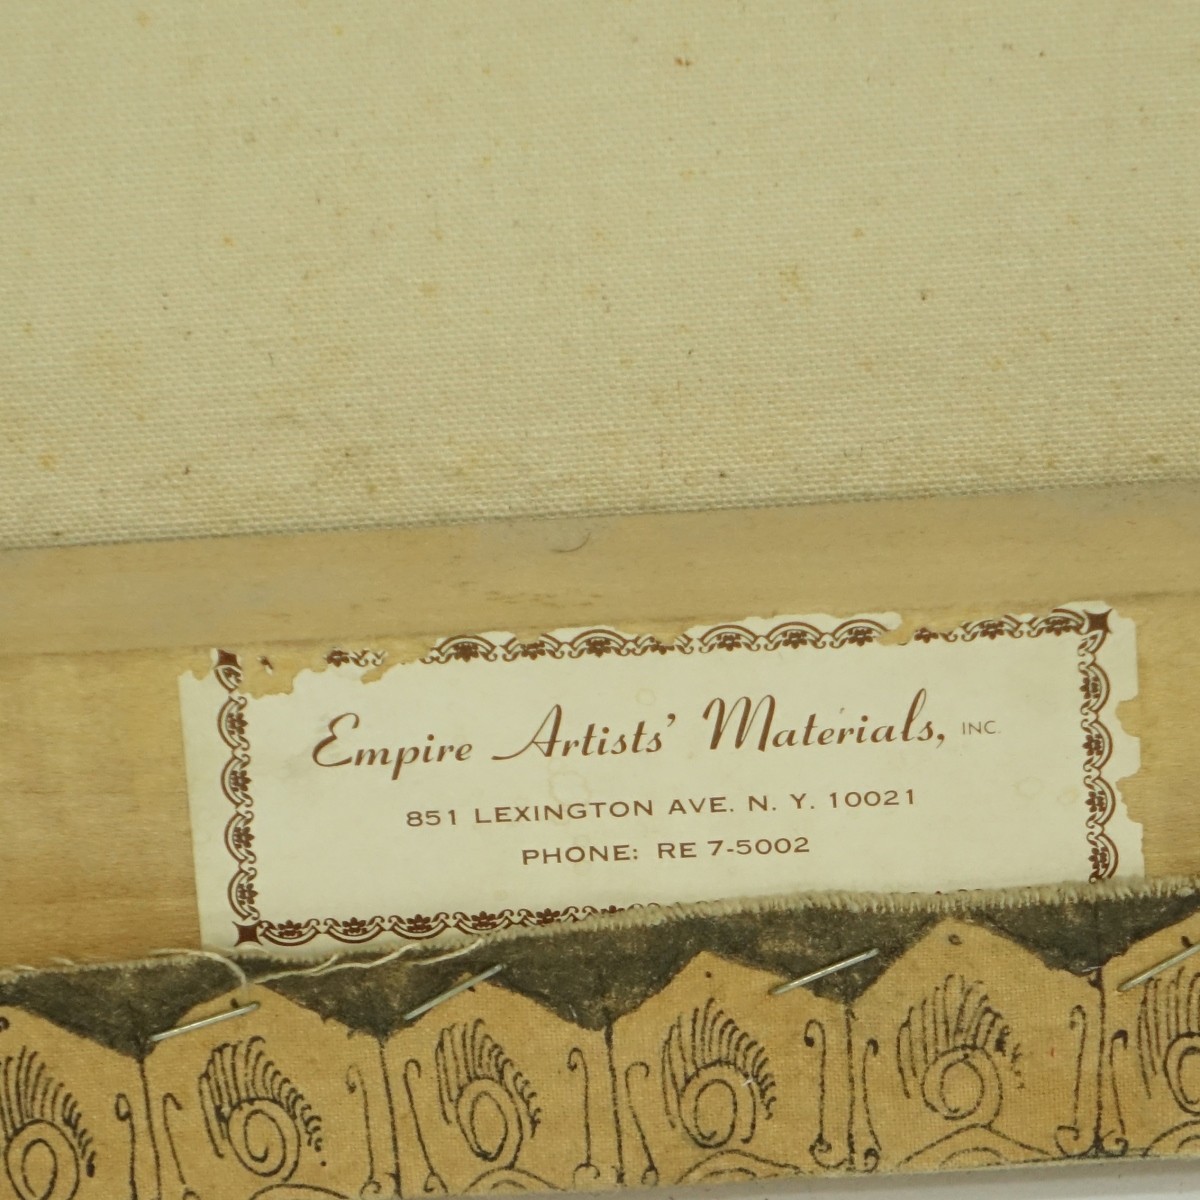 Empire Artists' Materials, INC.
851 LEXINGTON AVE. N. Y. 10021
PHONE: RE 7-5002